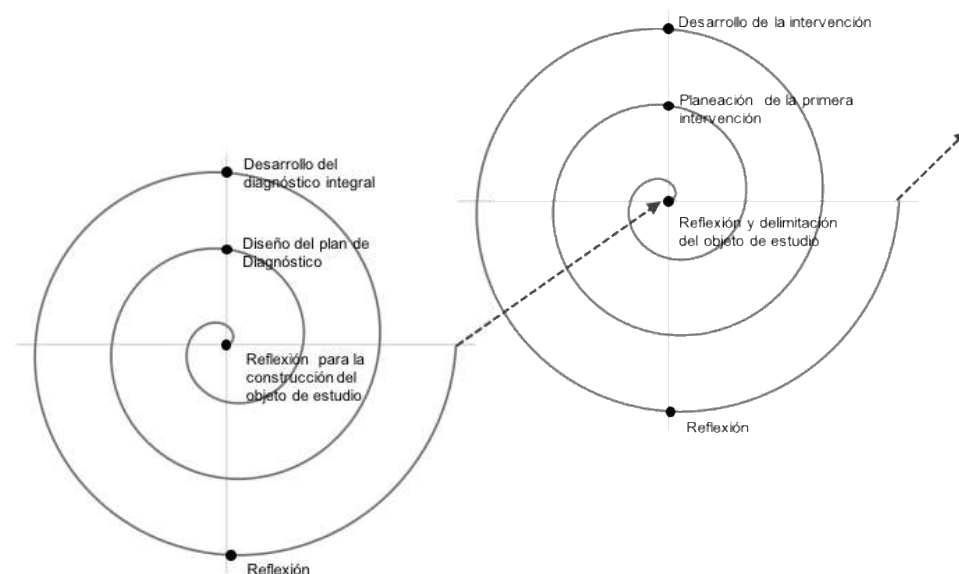 Desarrollo de la intervención
Planeación de la primera
intervención
Reflexión y delimitación
del objeto de estudio
Reflexión
Desarrollo del
diagnóstico integral
Diseño del plan de
Diagnóstico
Reflexión para la
construcción del
objeto de estudio
Reflexión